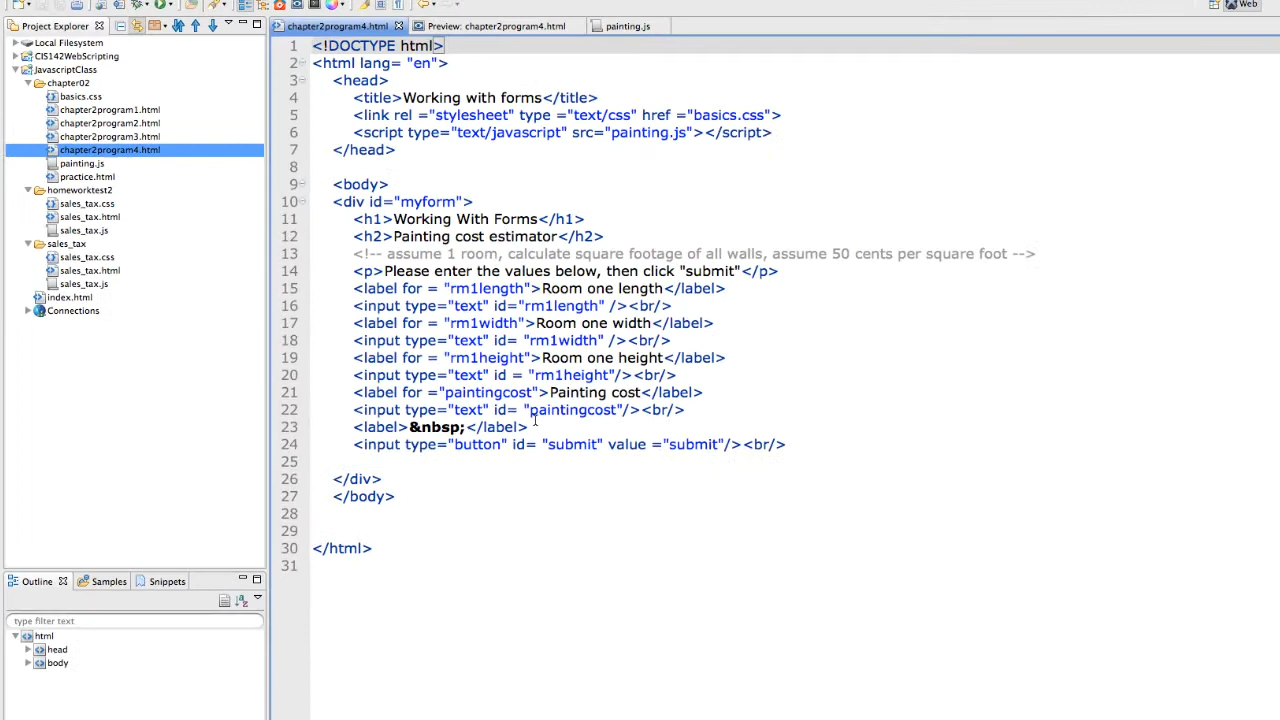 Web
Project Explorer
chapter2program4.html
Preview: chapter2program4.html
painting.js
Local Filesystem
CIS142WebScripting
JavascriptClass
chapter02
basics.css
chapter2program1.html
chapter2program2.html
chapter2program3.html
chapter2program4.html
painting.js
practice.html
homeworktest2
sales_tax.css
sales_tax.html
sales_tax.js
sales_tax
sales_tax.css
sales_tax.html
sales_tax.js
index.html
Connections
1 <!DOCTYPE html>
2 <html lang= "en">
3 <head>
4 <title>Working with forms</title>
5 <link rel ="stylesheet" type ="text/css" href ="basics.css">
6 <script type="text/javascript" src="painting.js"></script>
7 </head>
8
9 <body>
10 <div id="myform">
11 <h1>Working With Forms</h1>
12 <h2>Painting cost estimator</h2>
13 <!-- assume 1 room, calculate square footage of all walls, assume 50 cents per square foot -->
14 <p>Please enter the values below, then click "submit"</p>
15 <label for = "rm1length">Room one length</label>
16 <input type="text" id="rm1length" /><br/>
17 <label for = "rm1width">Room one width</label>
18 <input type="text" id= "rm1width" /><br/>
19 <label for = "rm1height">Room one height</label>
20 <input type="text" id = "rm1height"/><br/>
21 <label for ="paintingcost">Painting cost</label>
22 <input type="text" id= "paintingcost"/><br/>
23 <label>&nbsp;</label>
24 <input type="button" id= "submit" value ="submit"/><br/>
25
26 </div>
27 </body>
28
29
30 </html>
31
Outline
Samples
Snippets
type filter text
html
head
body